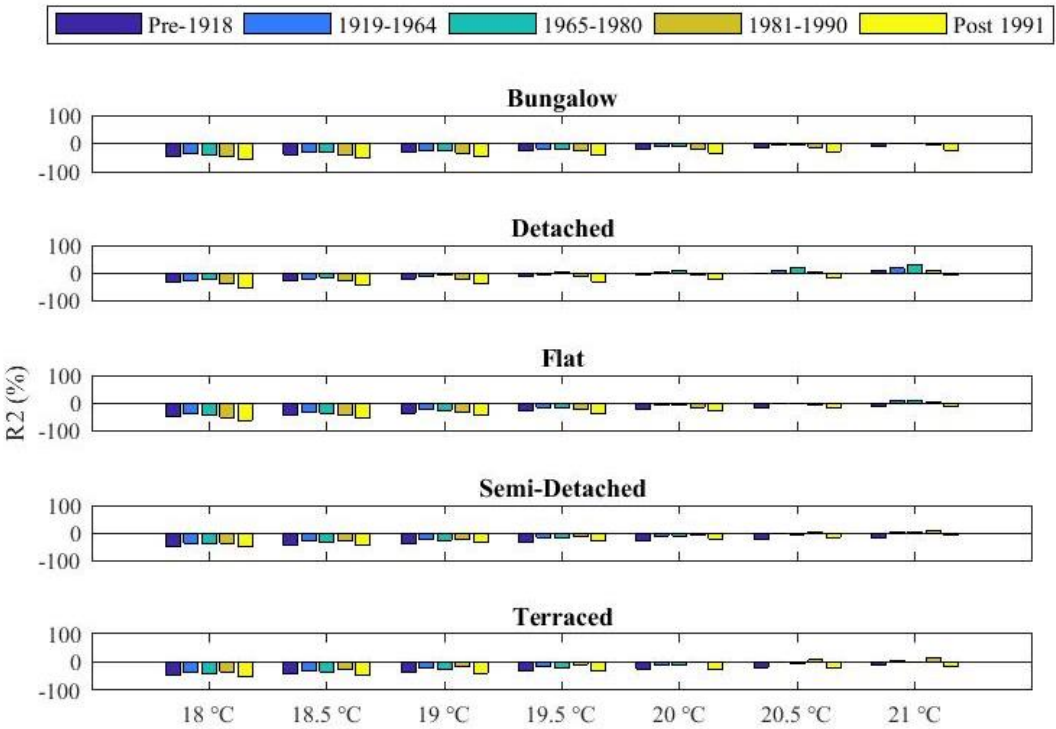 Pre-1918 1919-1964 1965-1980 1981-1990 Post 1991
Bungalow
100
0
-100
Detached
100
0
-100
Flat
100
0
-100
R2 (%)
Semi-Detached
100
0
-100
Terraced
100
0
-100
18 °C 18.5 °C 19 °C 19.5 °C 20 °C 20.5 °C 21 °C